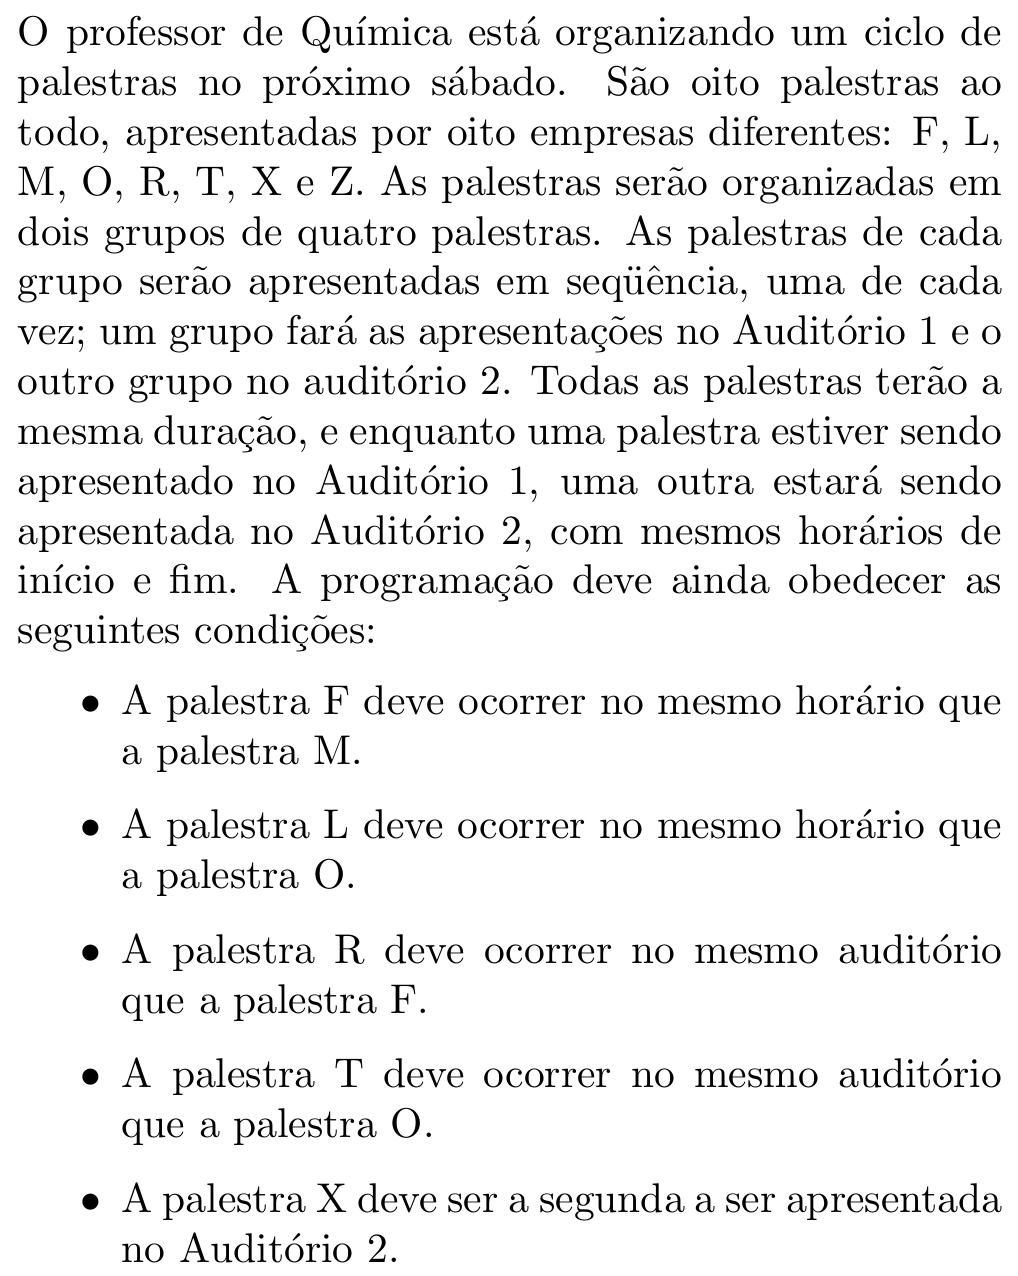 O professor de Química está organizando um ciclo de
palestras no próximo sábado. São oito palestras ao
todo, apresentadas por oito empresas diferentes: F, L,
M, O, R, T, X e Z. As palestras serão organizadas em
dois grupos de quatro palestras. As palestras de cada
grupo serão apresentadas em seqüência, uma de cada
vez; um grupo fará as apresentações no Auditório 1 e o
outro grupo no auditório 2. Todas as palestras terão a
mesma duração, e enquanto uma palestra estiver sendo
apresentado no Auditório 1, uma outra estará sendo
apresentada no Auditório 2, com mesmos horários de
início e fim. A programação deve ainda obedecer as
seguintes condições:
• A palestra F deve ocorrer no mesmo horário que
a palestra M.
• A palestra L deve ocorrer no mesmo horário que
a palestra O.
• A palestra R deve ocorrer no mesmo auditório
que a palestra F.
• A palestra T deve ocorrer no mesmo auditório
que a palestra O.
• A palestra X deve ser a segunda a ser apresentada
no Auditório 2.